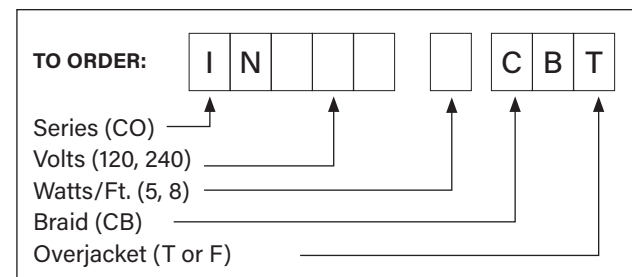 TO ORDER: I N C B T
Series (CO)
Volts (120, 240)
Watts/Ft. (5, 8)
Braid (CB)
Overjacket (T or F)